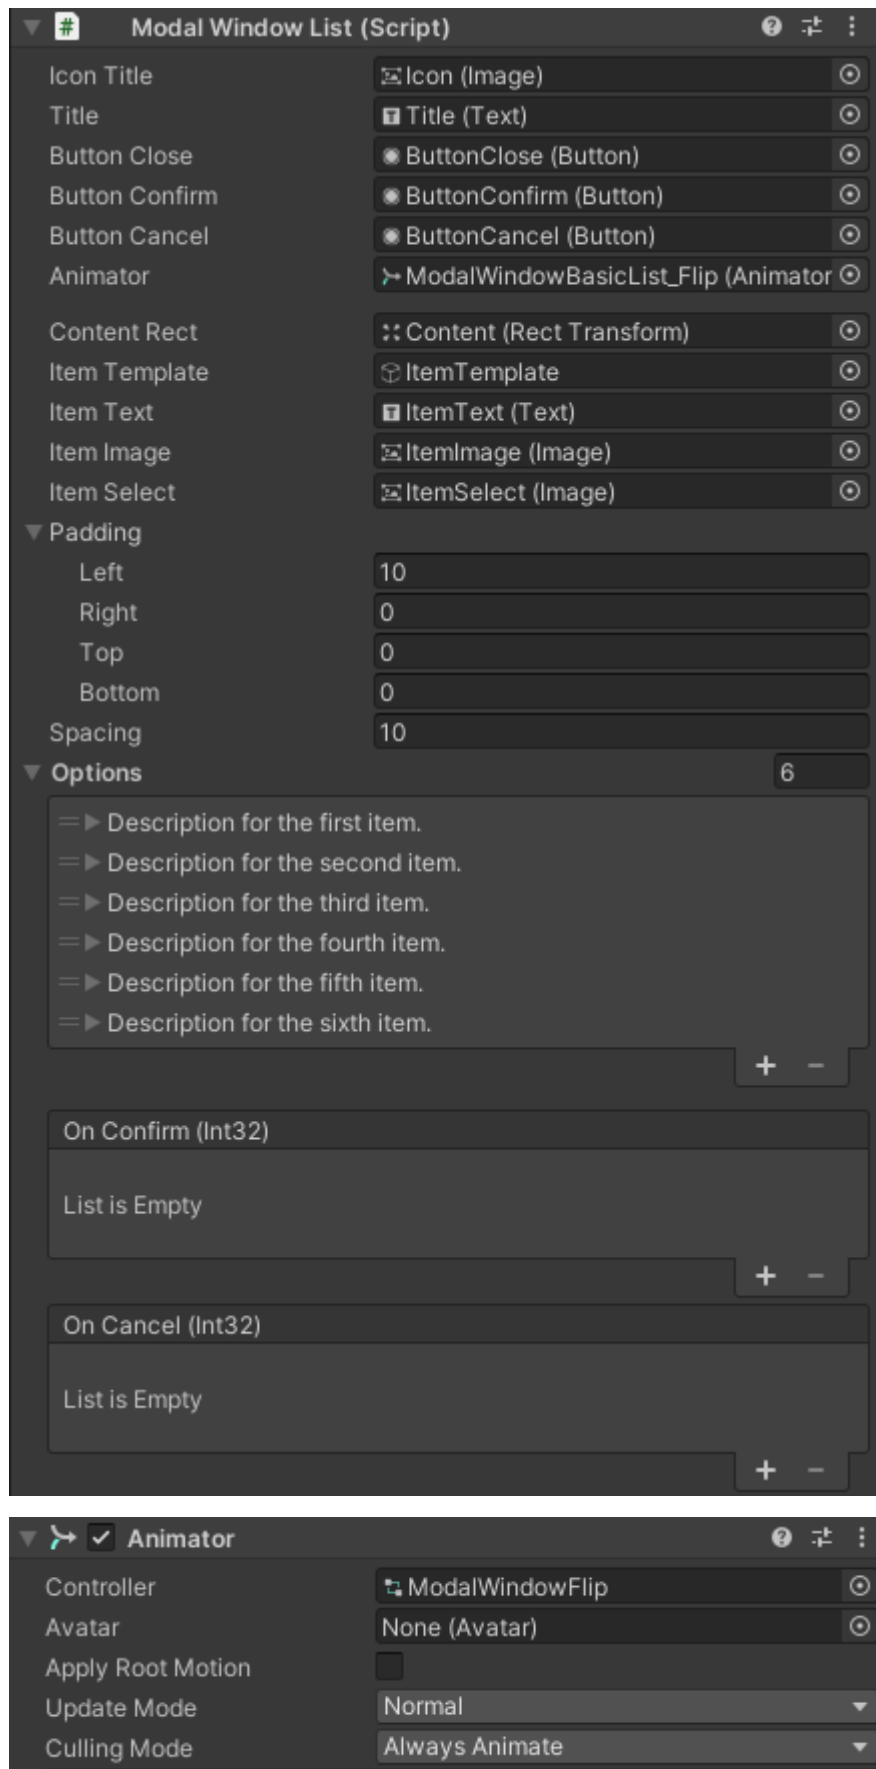 Modal Window List (Script)
Icon Title Icon (Image)
Title Title (Text)
Button Close ButtonClose (Button)
Button Confirm ButtonConfirm (Button)
Button Cancel ButtonCancel (Button)
Animator ModalWindowBasicList_Flip (Animator
Content Rect Content (Rect Transform)
Item Template ItemTemplate
Item Text ItemText (Text)
Item Image ItemImage (Image)
Item Select ItemSelect (Image)
Padding
Left 10
Right 0
Top 0
Bottom 0
Spacing 10
Options 6
Description for the first item.
Description for the second item.
Description for the third item.
Description for the fourth item.
Description for the fifth item.
Description for the sixth item.
+ −
On Confirm (Int32)
List is Empty
+ −
On Cancel (Int32)
List is Empty
+ −
Animator
Controller ModalWindowFlip
Avatar None (Avatar)
Apply Root Motion
Update Mode Normal
Culling Mode Always Animate